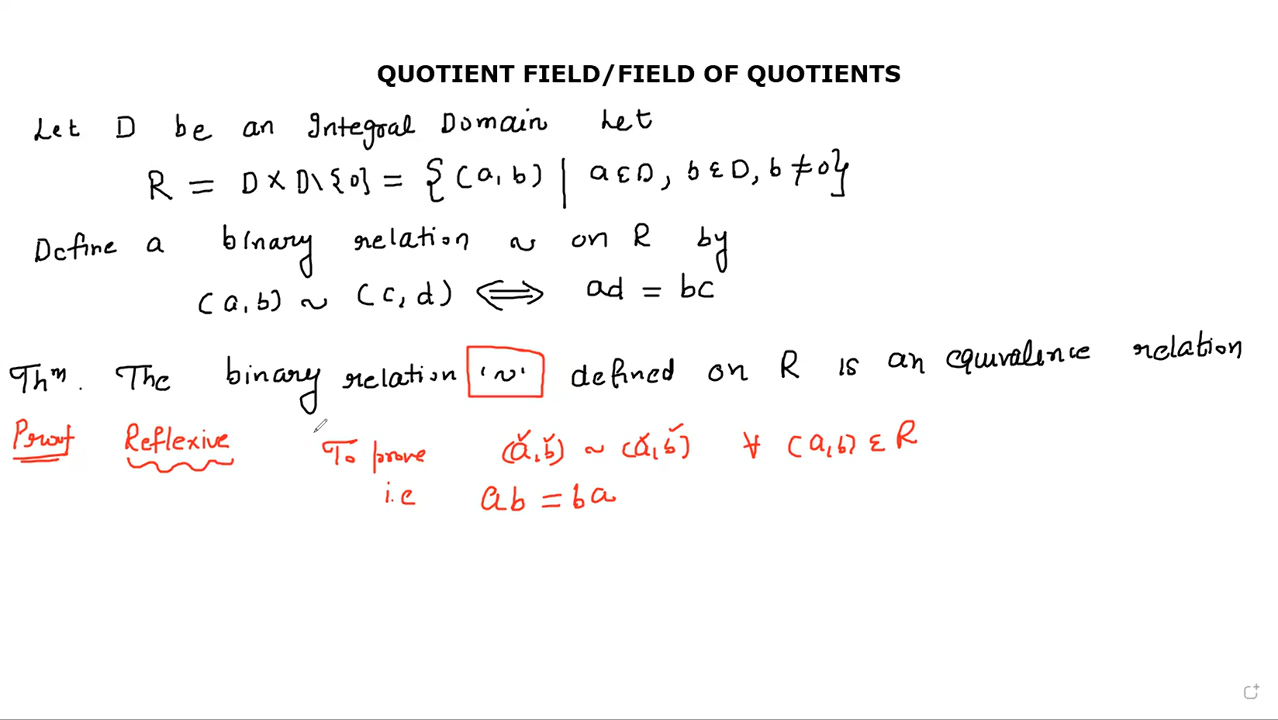 QUOTIENT FIELD/FIELD OF QUOTIENTS
Let D be an Integral Domain Let
R = D × D\{0} = {(a,b) | a ε D, b ε D, b ≠ 0}
Define a binary relation ~ on R by
(a,b) ~ (c,d) ⟺ ad = bc
Thm. The binary relation '~' defined on R is an equivalence relation
Proof Reflexive To prove (a,b) ~ (a,b) ∀ (a,b) ε R
i.e ab = ba